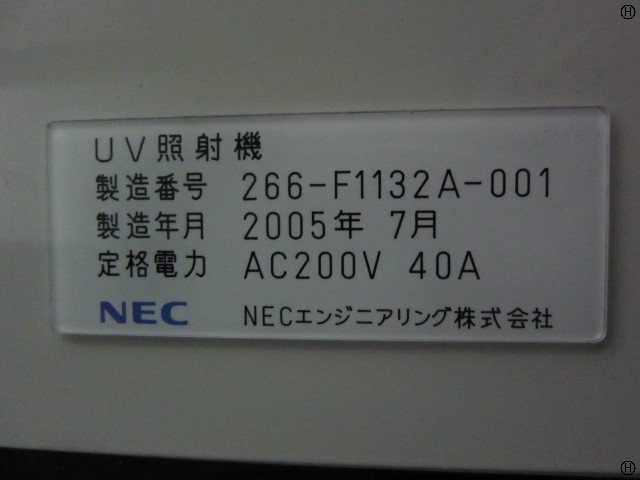 UV照射機
製造番号 266-F1132A-001
製造年月 2005年 7月
定格電力 AC200V 40A
NEC NECエンジニアリング株式会社
H
H